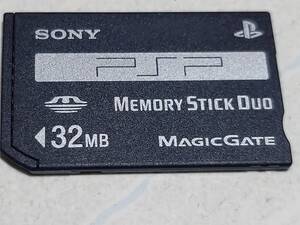 SONY
PSP
MEMORY STICK DUO
32MB
MAGICGATE